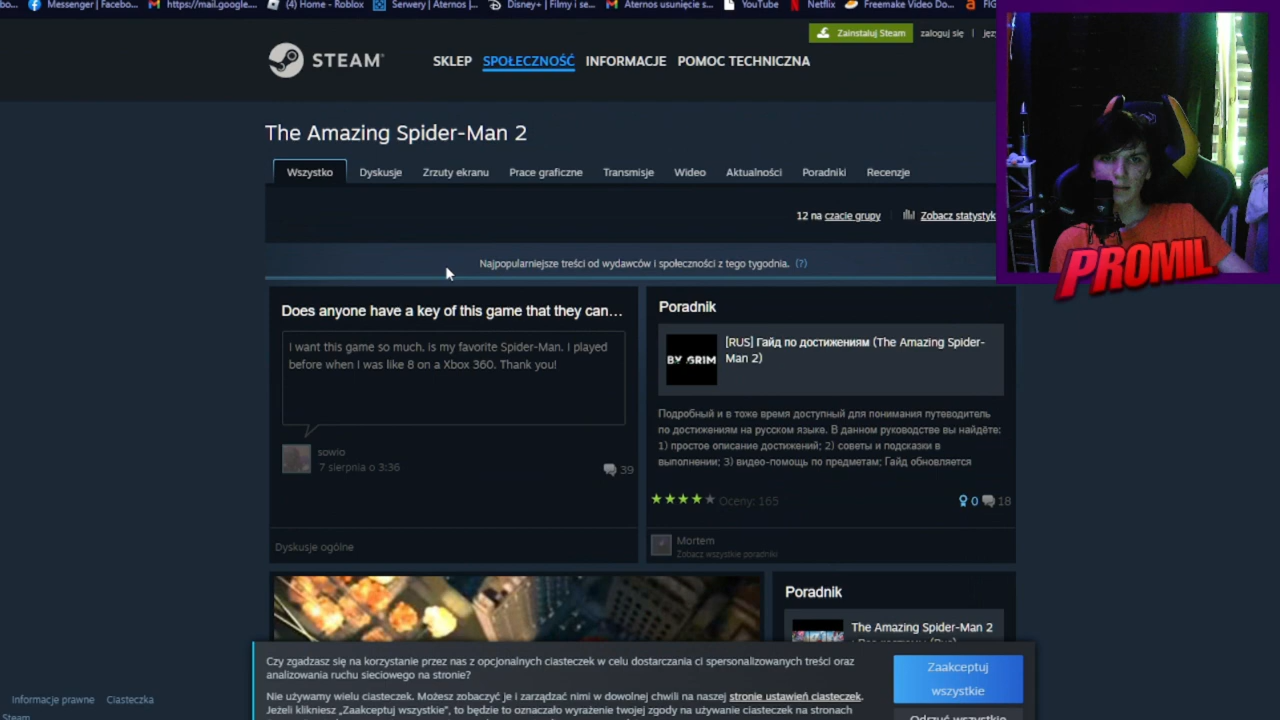 bo...
Messenger | Facebo...
https://mail.google....
(4) Home - Roblox
Serwery | Aternos |...
Disney+ | Filmy i se...
Aternos usunięcie s...
YouTube
Netflix
Freemake Video Do...
FIG
Zainstaluj Steam
zaloguj się
|
STEAM
SKLEP
SPOŁECZNOŚĆ
INFORMACJE
POMOC TECHNICZNA
The Amazing Spider-Man 2
Wszystko
Dyskusje
Zrzuty ekranu
Prace graficzne
Transmisje
Wideo
Aktualności
Poradniki
Recenzje
12 na czacie grupy
Zobacz statystyk
PROMIL
Najpopularniejsze treści od wydawców i społeczności z tego tygodnia. (?)
Does anyone have a key of this game that they can...
I want this game so much, is my favorite Spider-Man. I played
before when I was like 8 on a Xbox 360. Thank you!
sowio
7 sierpnia o 3:36
39
Dyskusje ogólne
Poradnik
BY GRIM
[RUS] Гайд по достижениям (The Amazing Spider-
Man 2)
Подробный и в тоже время доступный для понимания путеводитель
по достижениям на русском языке. В данном руководстве вы найдёте:
1) простое описание достижений; 2) советы и подсказки в
выполнении; 3) видео-помощь по предметам; Гайд обновляется
Oceny: 165
0
18
Mortem
Zobacz wszystkie poradniki
Poradnik
The Amazing Spider-Man 2
Czy zgadzasz się na korzystanie przez nas z opcjonalnych ciasteczek w celu dostarczania ci spersonalizowanych treści oraz
analizowania ruchu sieciowego na stronie?
Nie używamy wielu ciasteczek. Możesz zobaczyć je i zarządzać nimi w dowolnej chwili na naszej stronie ustawień ciasteczek.
Jeżeli klikniesz „Zaakceptuj wszystkie”, to będzie to oznaczało wyrażenie twojej zgody na używanie ciasteczek na stronach
Zaakceptuj
wszystkie
Odrzuć wszystkie
Informacje prawne
Ciasteczka
Steam